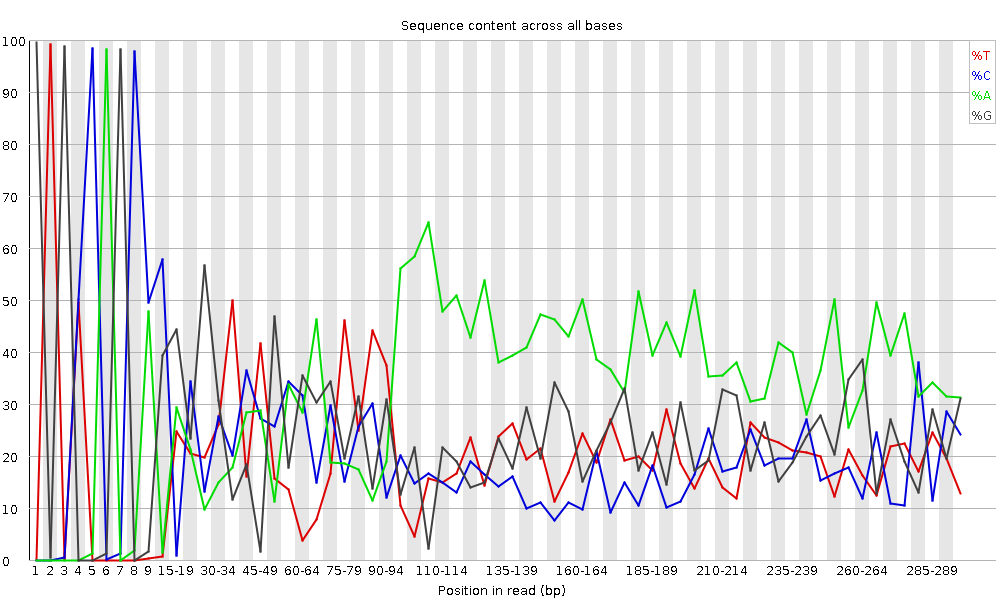 Sequence content across all bases
100
90
80
70
60
50
40
30
20
10
0
%T
%C
%A
%G
1 2 3 4 5 6 7 8 9 15-19 30-34 45-49 60-64 75-79 90-94 110-114 135-139 160-164 185-189 210-214 235-239 260-264 285-289
Position in read (bp)